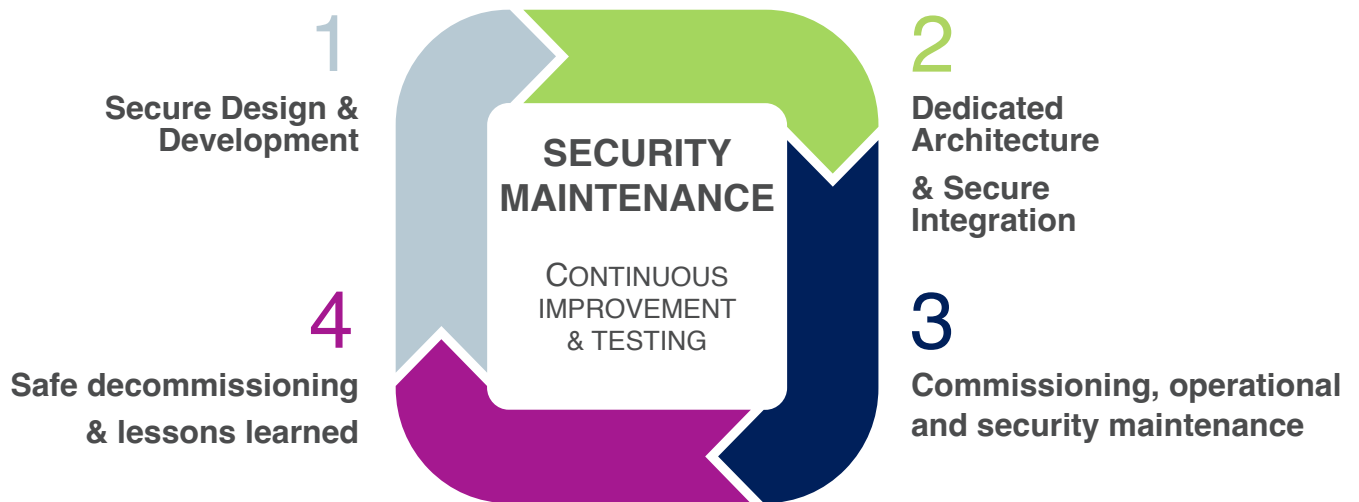 1
Secure Design &
Development
2
Dedicated
Architecture
& Secure
Integration
SECURITY
MAINTENANCE
CONTINUOUS
IMPROVEMENT
& TESTING
3
Commissioning, operational
and security maintenance
4
Safe decommissioning
& lessons learned